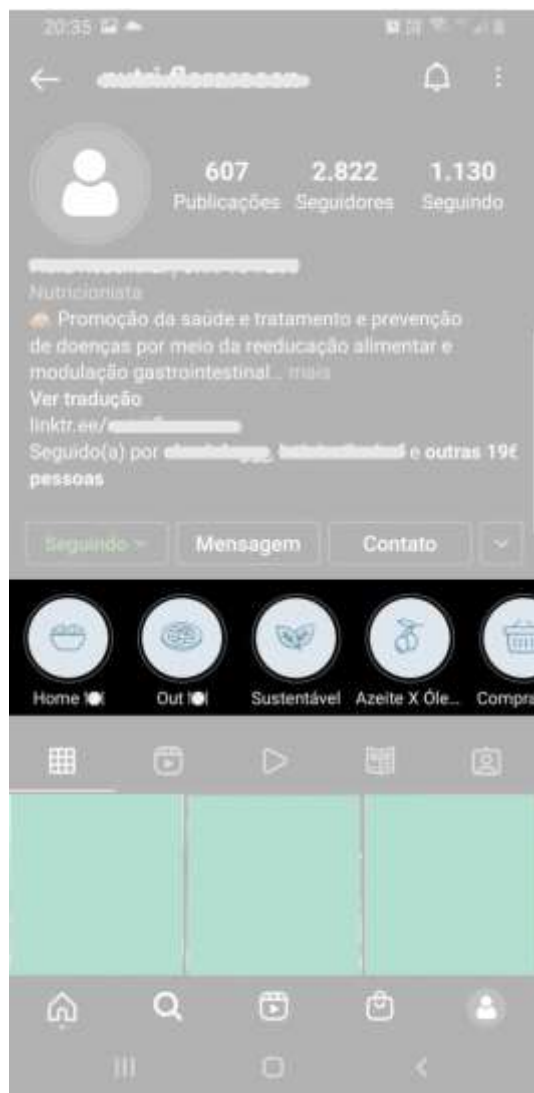 20:35
607 2.822 1.130
Publicações Seguidores Seguindo
Nutricionista
Promoção da saúde e tratamento e prevenção
de doenças por meio da reeducação alimentar e
modulação gastrointestinal... mais
Ver tradução
linktr.ee/
Seguido(a) por , e outras 19€
pessoas
Seguindo Mensagem Contato
Home Out Sustentável Azeite X Óle... Compra